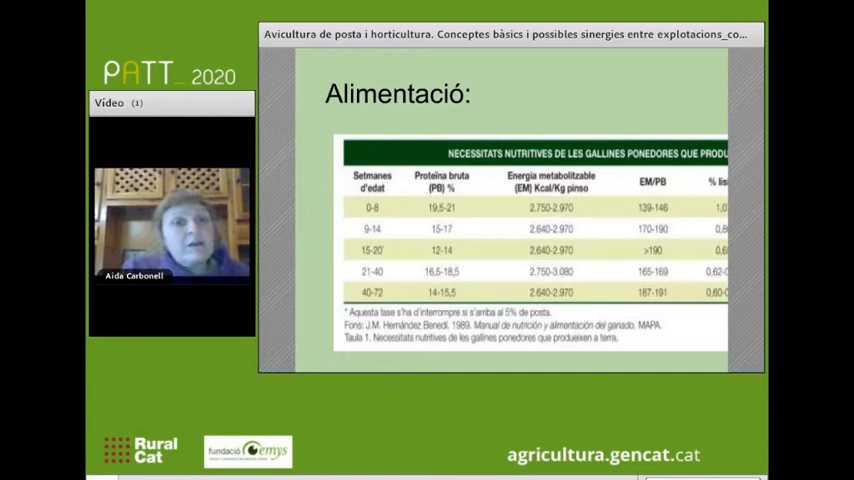 Avicultura de posta i horticultura. Conceptes bàsics i possibles sinergies entre explotacions_co...
PATT_ 2020
Vídeo (1)
Aida Carbonell
Alimentació:
NECESSITATS NUTRITIVES DE LES GALLINES PONEDORES QUE PRODU
Setmanes d'edat Proteïna bruta (PB) % Energia metabolitzable (EM) Kcal/Kg pinso EM/PB % lis
0-8 19,5-21 2.750-2.970 139-146 1,0
9-14 15-17 2.640-2.970 170-190 0,8
15-20* 12-14 2.640-2.970 >190 0,6
21-40 16,5-18,5 2.750-3.080 165-169 0,62-0
40-72 14-15,5 2.640-2.970 187-191 0,60-0
* Aquesta fase s'ha d'interrompre si s'arriba al 5% de posta.
Fons: J.M. Hernández Benedí. 1989. Manual de nutrición y alimentación del ganado. MAPA.
Taula 1. Necessitats nutritives de les gallines ponedores que produeixen a terra.
Rural
Cat
fundació emys
agricultura.gencat.cat